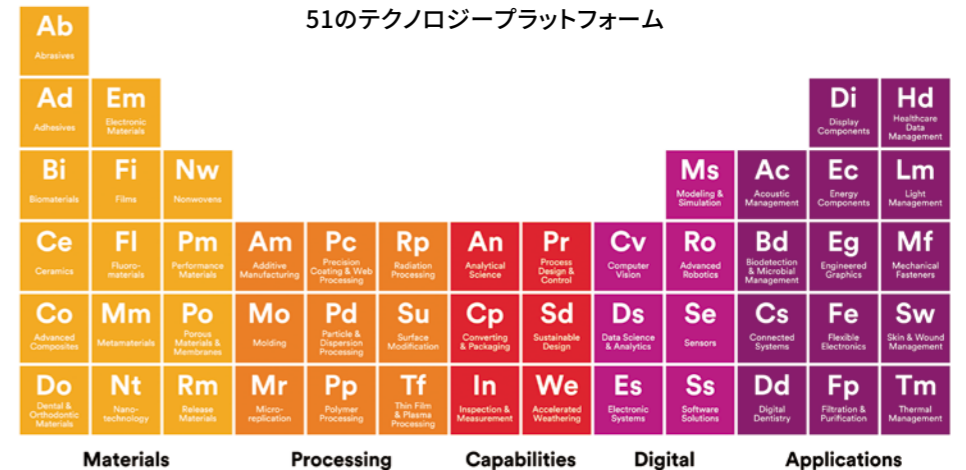 51のテクノロジープラットフォーム
Ab
Abrasives
Ad
Adhesives
Em
Electronic
Materials
Di
Display
Components
Hd
Healthcare
Data
Management
Bi
Biomaterials
Fi
Films
Nw
Nonwovens
Ms
Modeling &
Simulation
Ac
Acoustic
Management
Ec
Energy
Components
Lm
Light
Management
Ce
Ceramics
Fl
Fluoro-
materials
Pm
Performance
Materials
Am
Additive
Manufacturing
Pc
Precision
Coating & Web
Processing
Rp
Radiation
Processing
An
Analytical
Science
Pr
Process
Design &
Control
Cv
Computer
Vision
Ro
Advanced
Robotics
Bd
Biodetection
& Microbial
Management
Eg
Engineered
Graphics
Mf
Mechanical
Fasteners
Co
Advanced
Composites
Mm
Metamaterials
Po
Porous
Materials &
Membranes
Mo
Molding
Pd
Particle &
Dispersion
Processing
Su
Surface
Modification
Cp
Converting
& Packaging
Sd
Sustainable
Design
Ds
Data Science
& Analytics
Se
Sensors
Cs
Connected
Systems
Fe
Flexible
Electronics
Sw
Skin & Wound
Management
Do
Dental &
Orthodontic
Materials
Nt
Nano-
technology
Rm
Release
Materials
Mr
Micro-
replication
Pp
Polymer
Processing
Tf
Thin Film
& Plasma
Processing
In
Inspection &
Measurement
We
Accelerated
Weathering
Es
Electronic
Systems
Ss
Software
Solutions
Dd
Digital
Dentistry
Fp
Filtration &
Purification
Tm
Thermal
Management
Materials
Processing
Capabilities
Digital
Applications